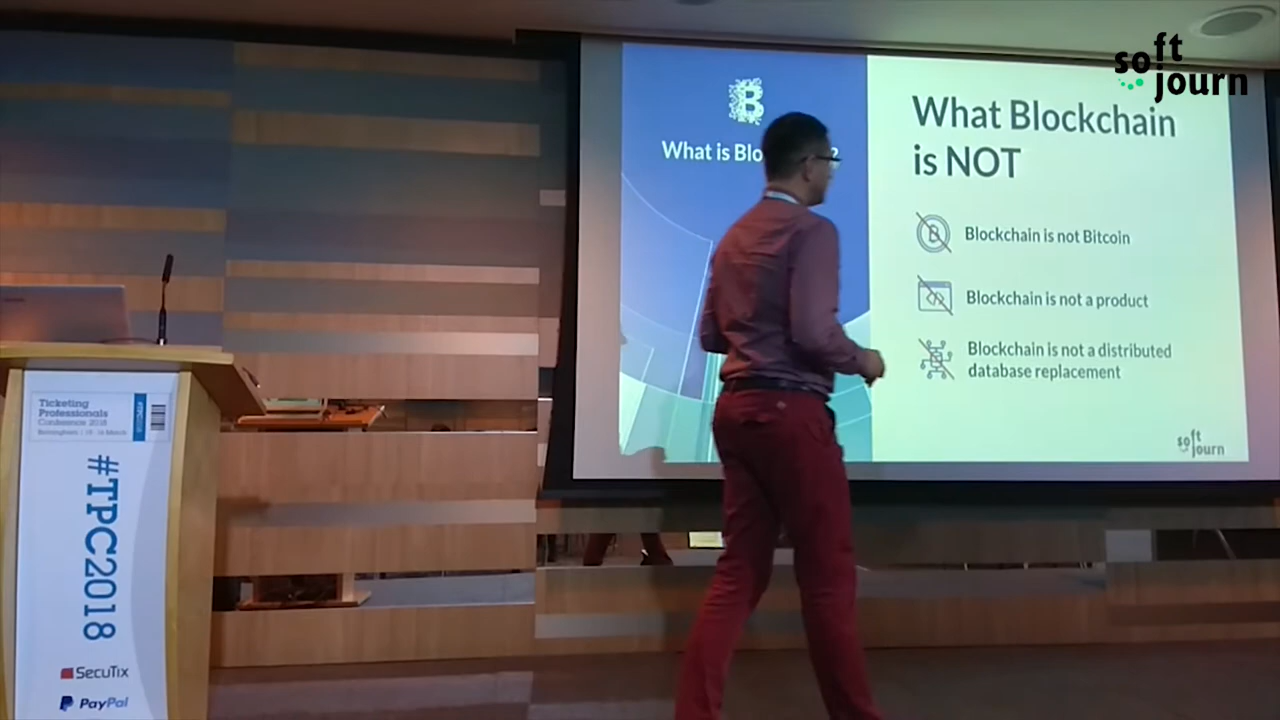 soft
journ
What is Blo
?
What Blockchain
is NOT
Blockchain is not Bitcoin
Blockchain is not a product
Blockchain is not a distributed
database replacement
soft
journ
Ticketing
Professionals
Conference 2018
#TPC2018
SecuTix
PayPal